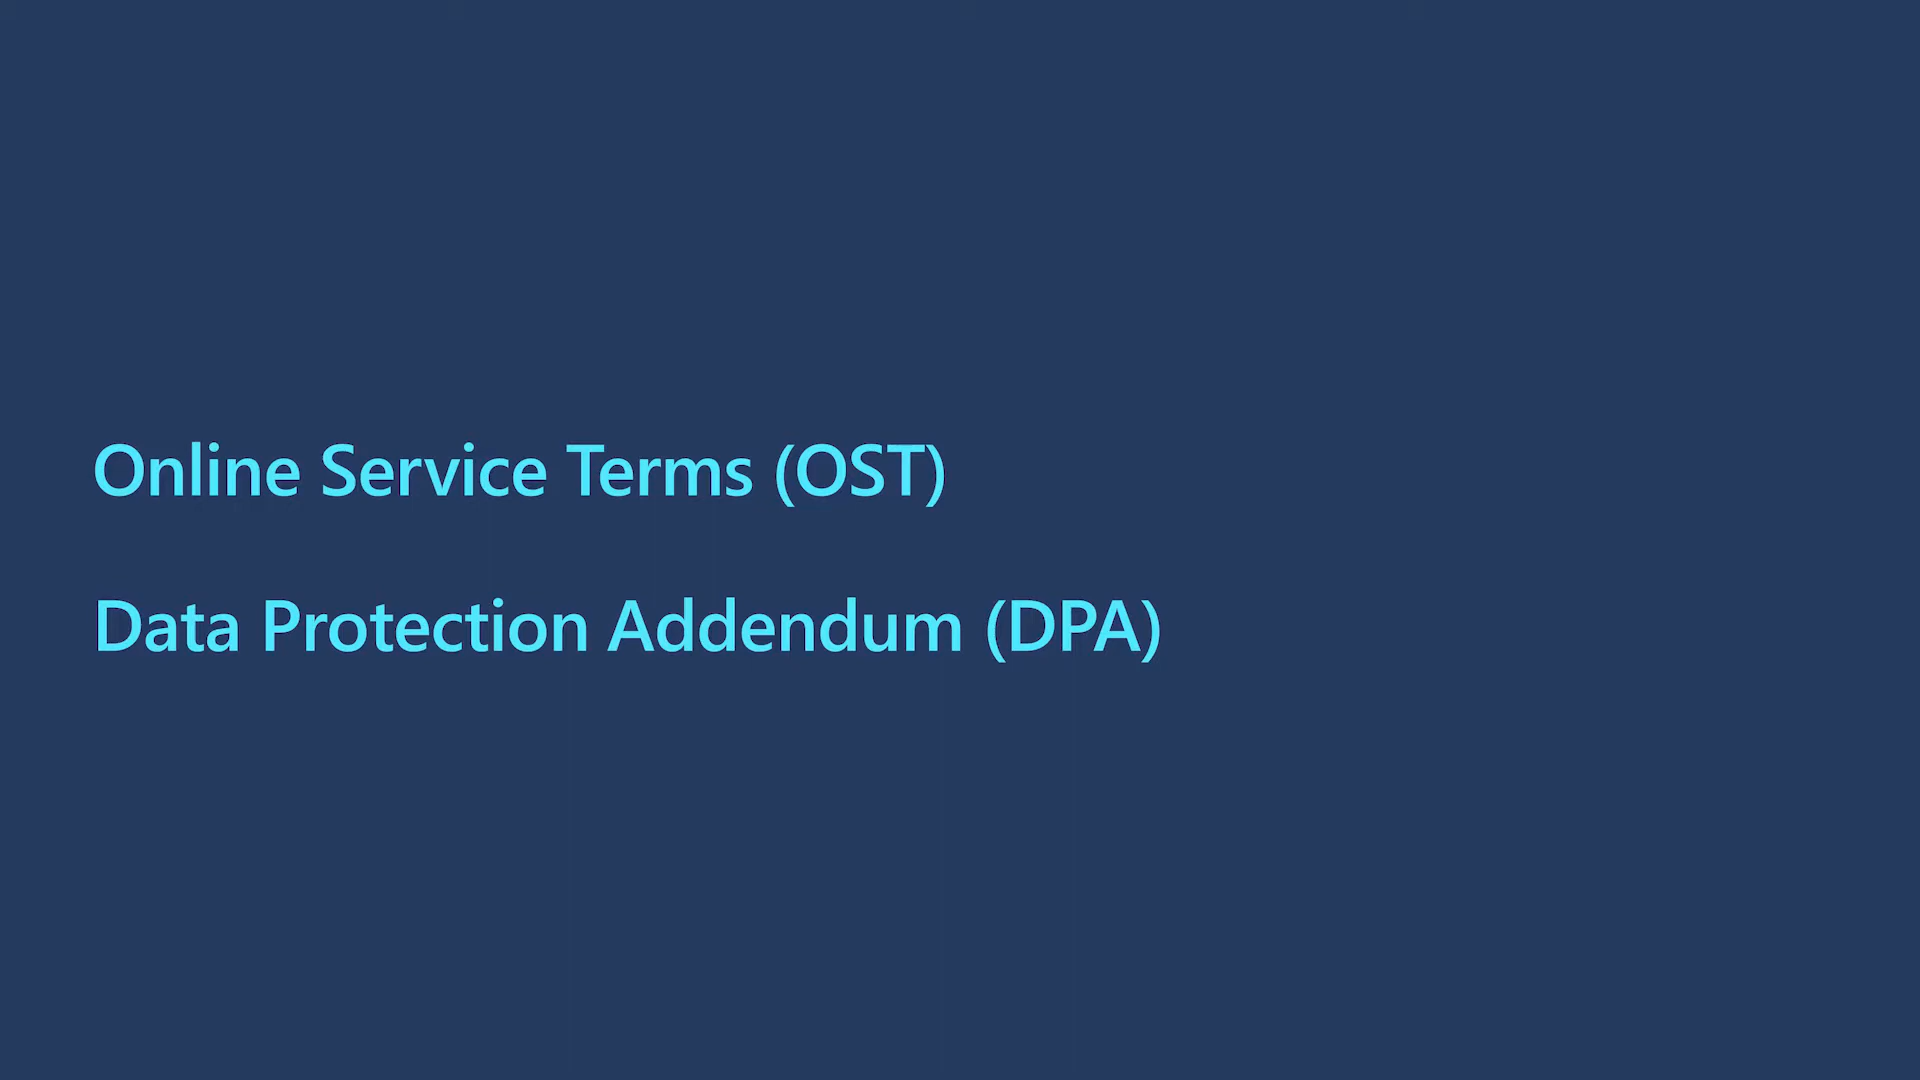 Online Service Terms (OST)
Data Protection Addendum (DPA)